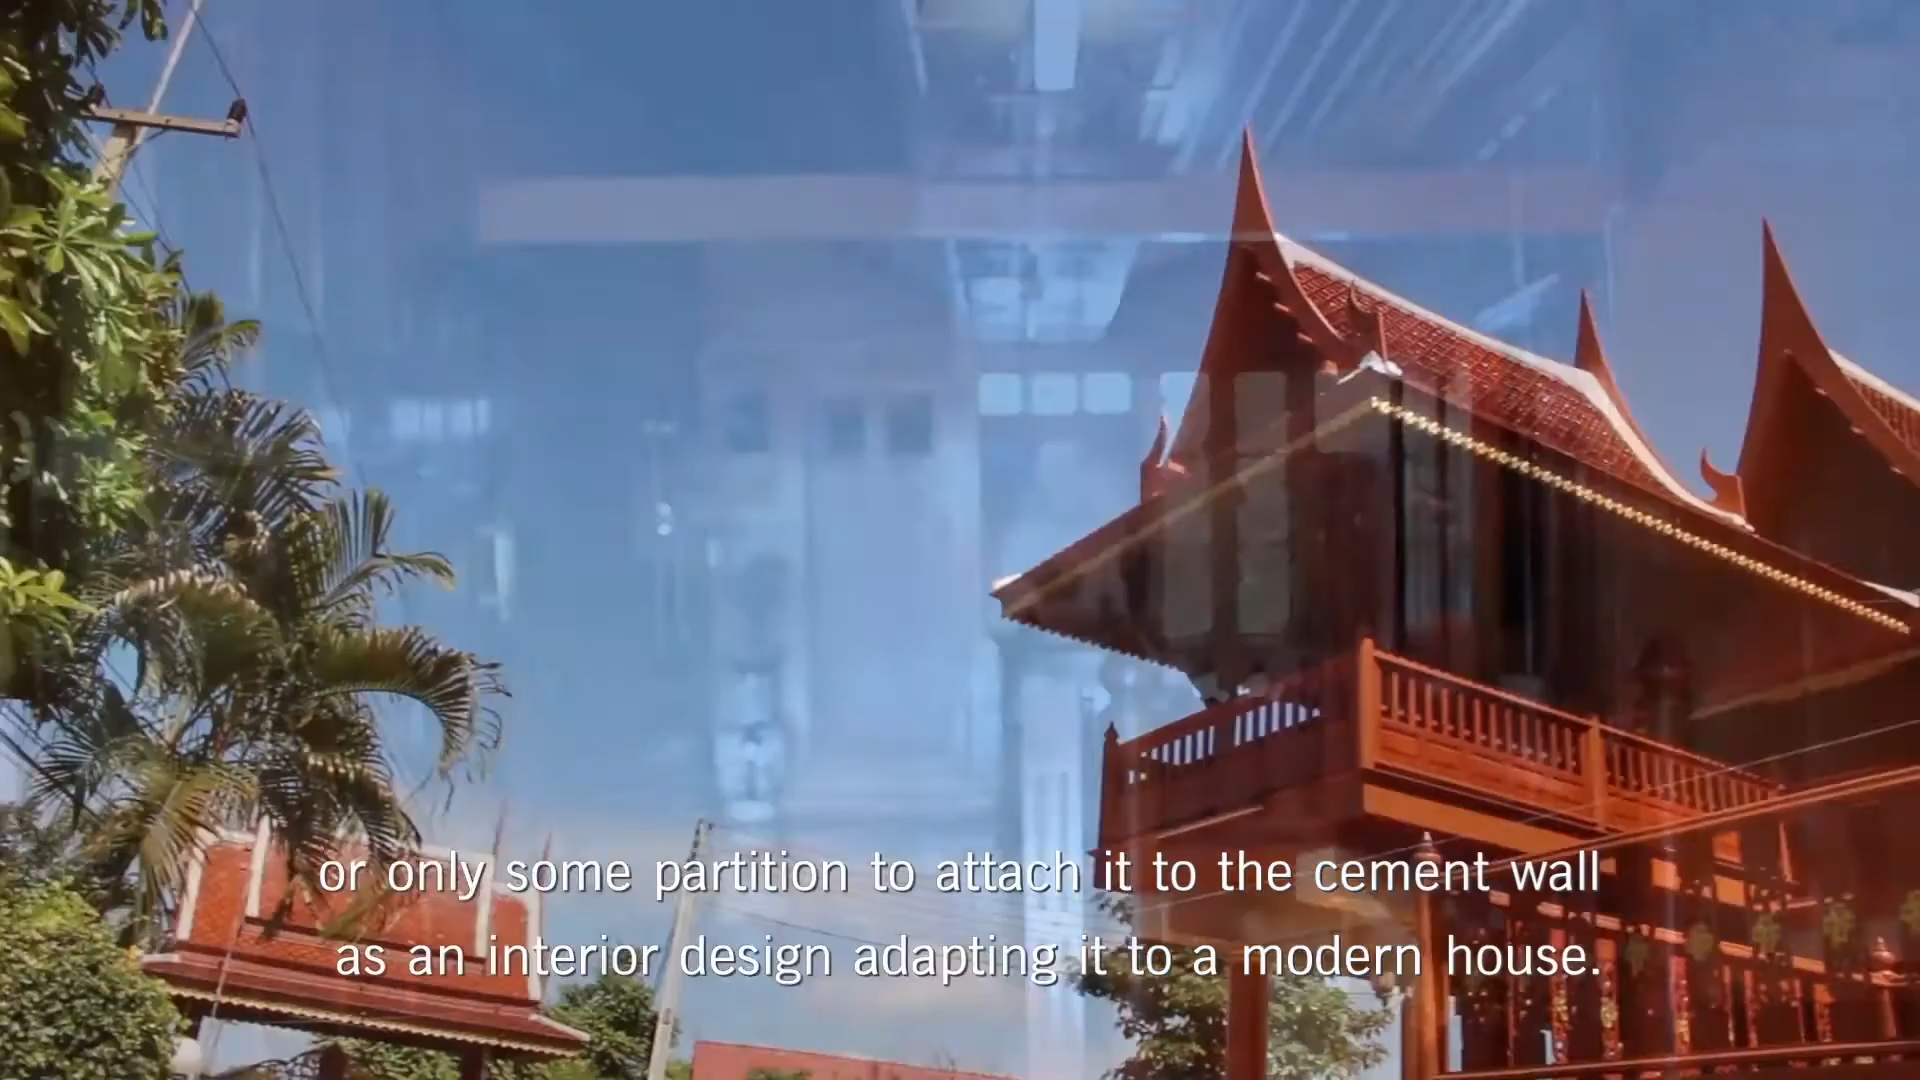 or only some partition to attach it to the cement wall
as an interior design adapting it to a modern house.